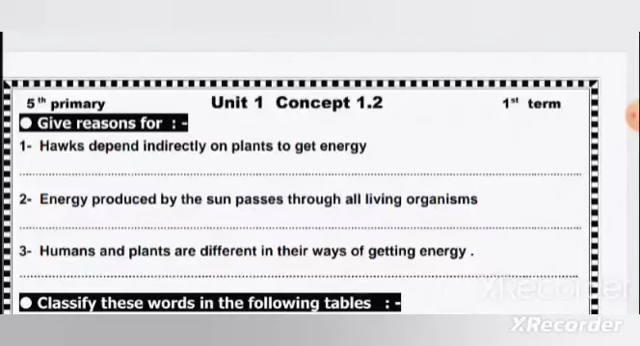 5th primary Unit 1 Concept 1.2 1st term
● Give reasons for : -
1- Hawks depend indirectly on plants to get energy
2- Energy produced by the sun passes through all living organisms
3- Humans and plants are different in their ways of getting energy .
● Classify these words in the following tables : -
XRecorder
XRecorder